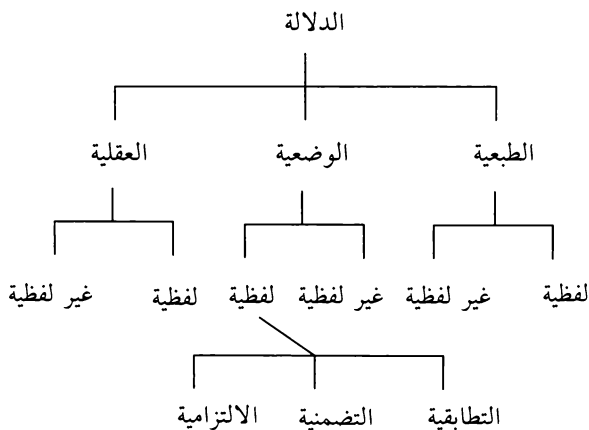 الدلالة
الطبعية الوضعية العقلية
لفظية غير لفظية غير لفظية لفظية لفظية غير لفظية
التطابقية التضمنية الالتزامية